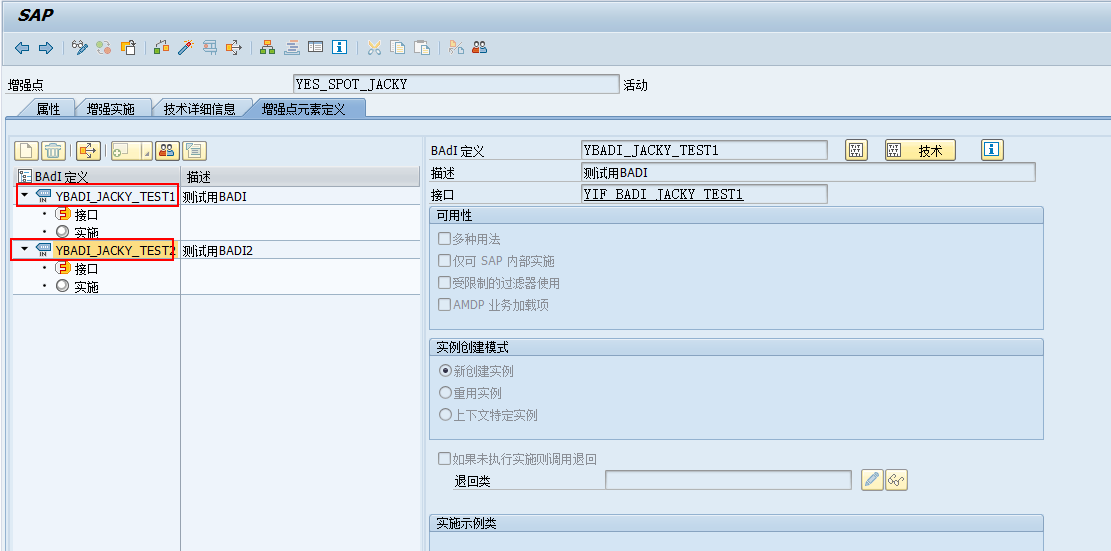 SAP
增强点 YES_SPOT_JACKY 活动
属性 增强实施 技术详细信息 增强点元素定义
BAdI 定义 描述
YBADI_JACKY_TEST1 测试用BADI
接口
实施
YBADI_JACKY_TEST2 测试用BADI2
接口
实施
BAdI 定义 YBADI_JACKY_TEST1 技术
描述 测试用BADI
接口 YIF_BADI_JACKY_TEST1
可用性
多种用法
仅可 SAP 内部实施
受限制的过滤器使用
AMDP 业务加载项
实例创建模式
新创建实例
重用实例
上下文特定实例
如果未执行实施则调用退回
退回类
实施示例类